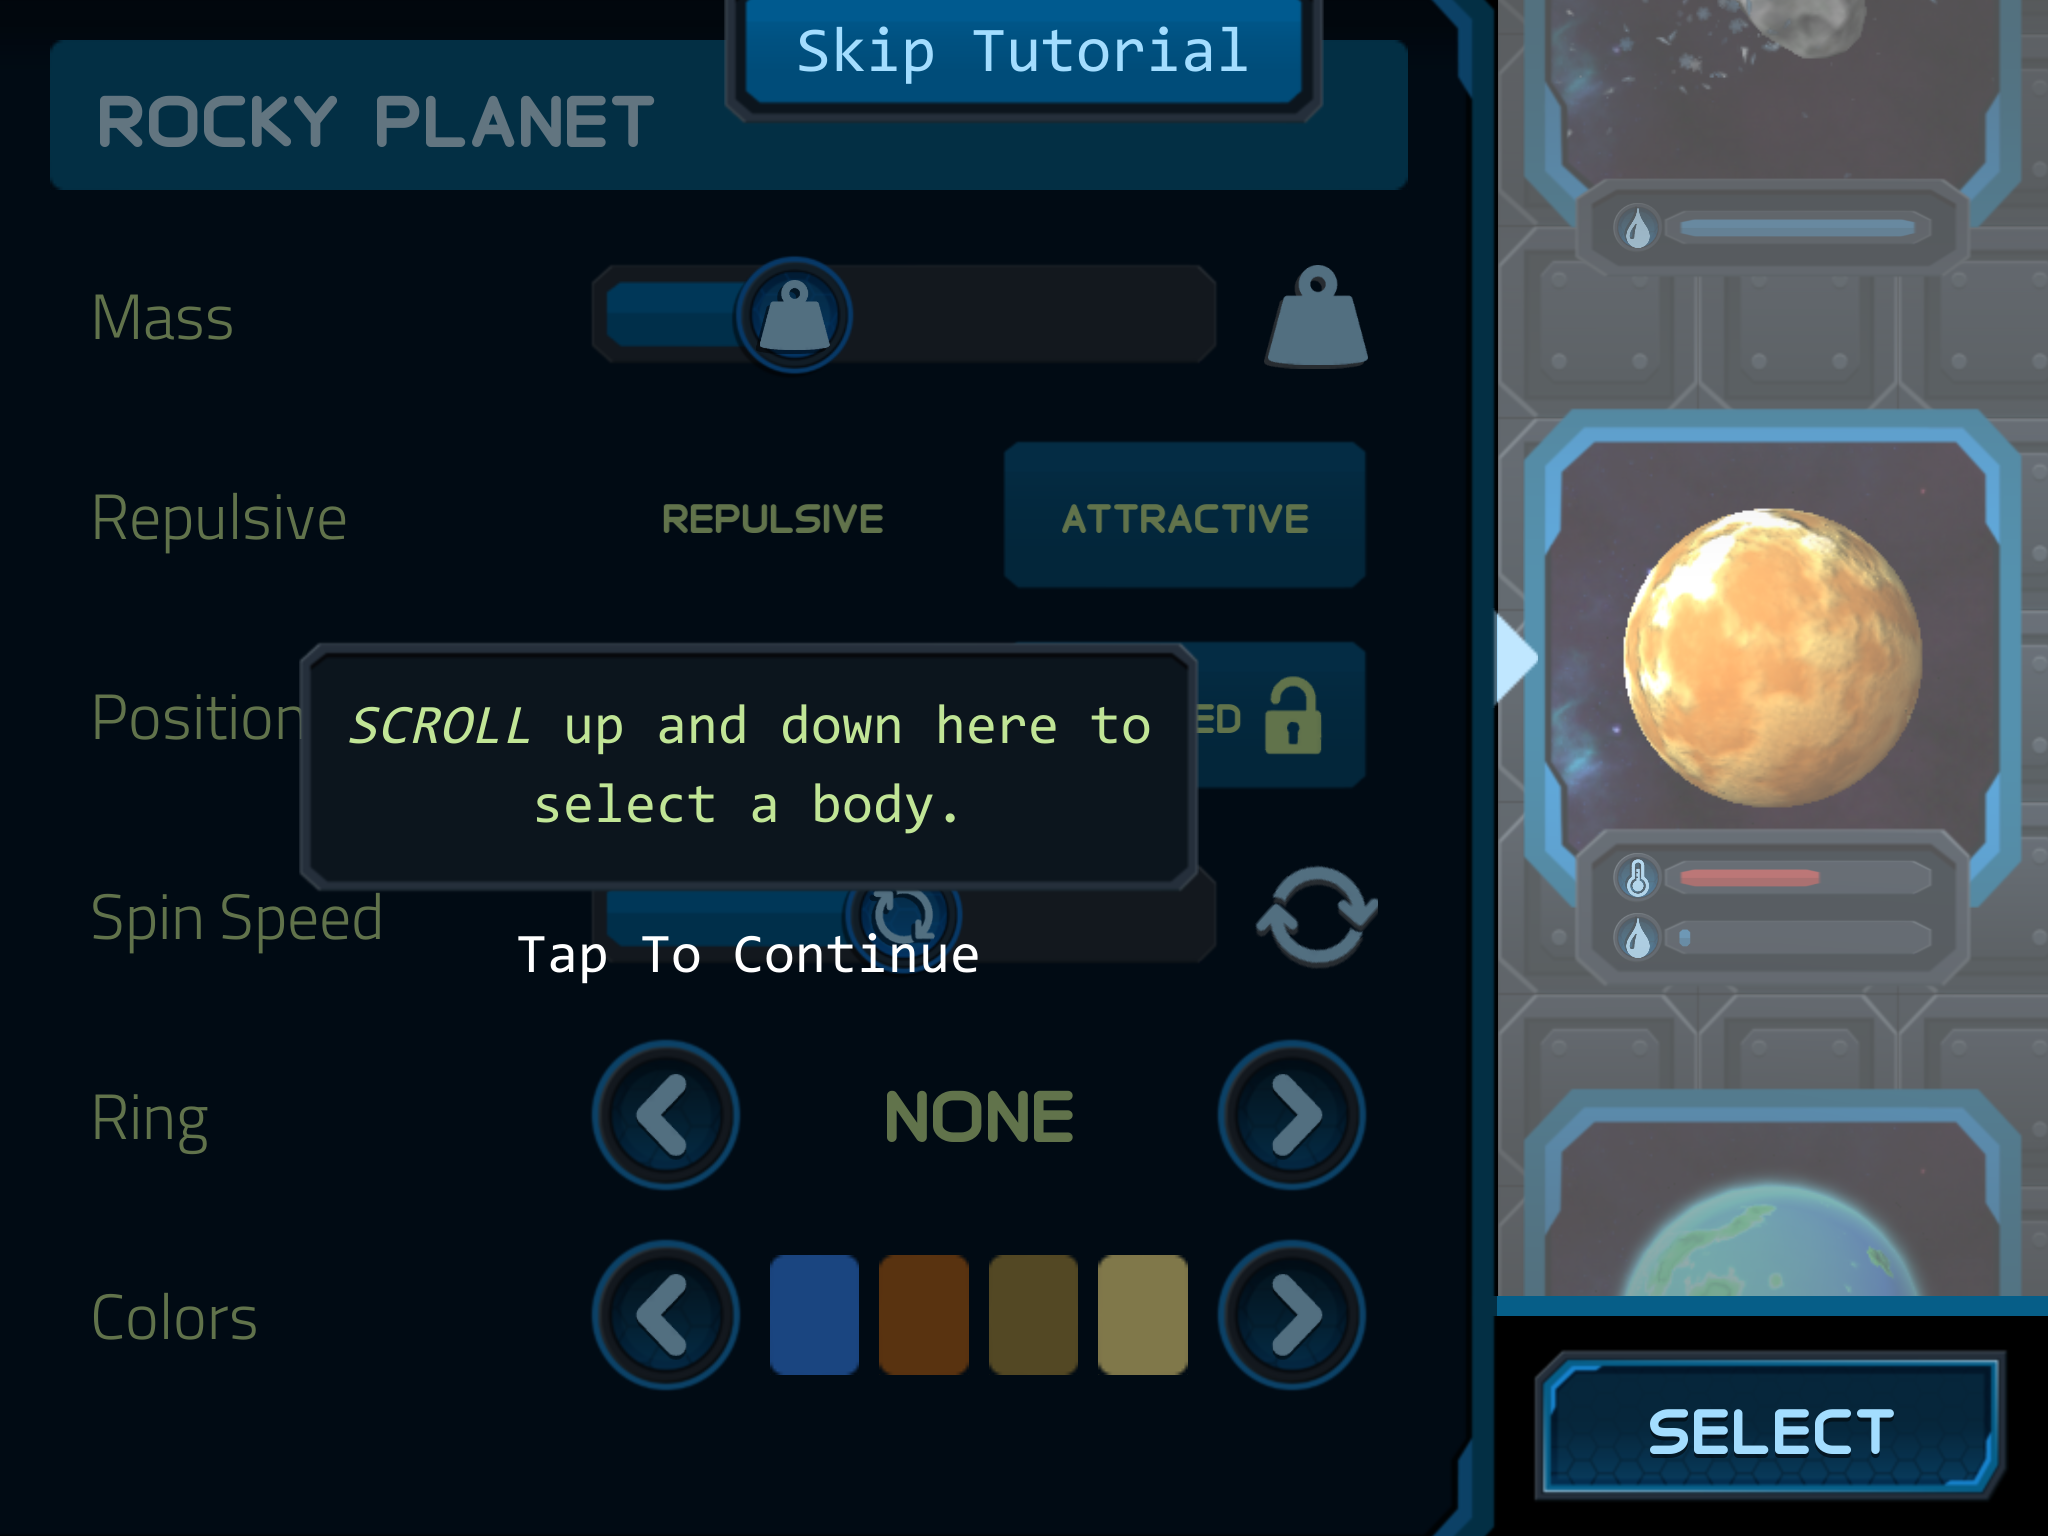 Skip Tutorial
ROCKY PLANET
Mass
Repulsive
REPULSIVE
ATTRACTIVE
Position
ED
SCROLL up and down here to
select a body.
Spin Speed
Tap To Continue
Ring
NONE
Colors
SELECT